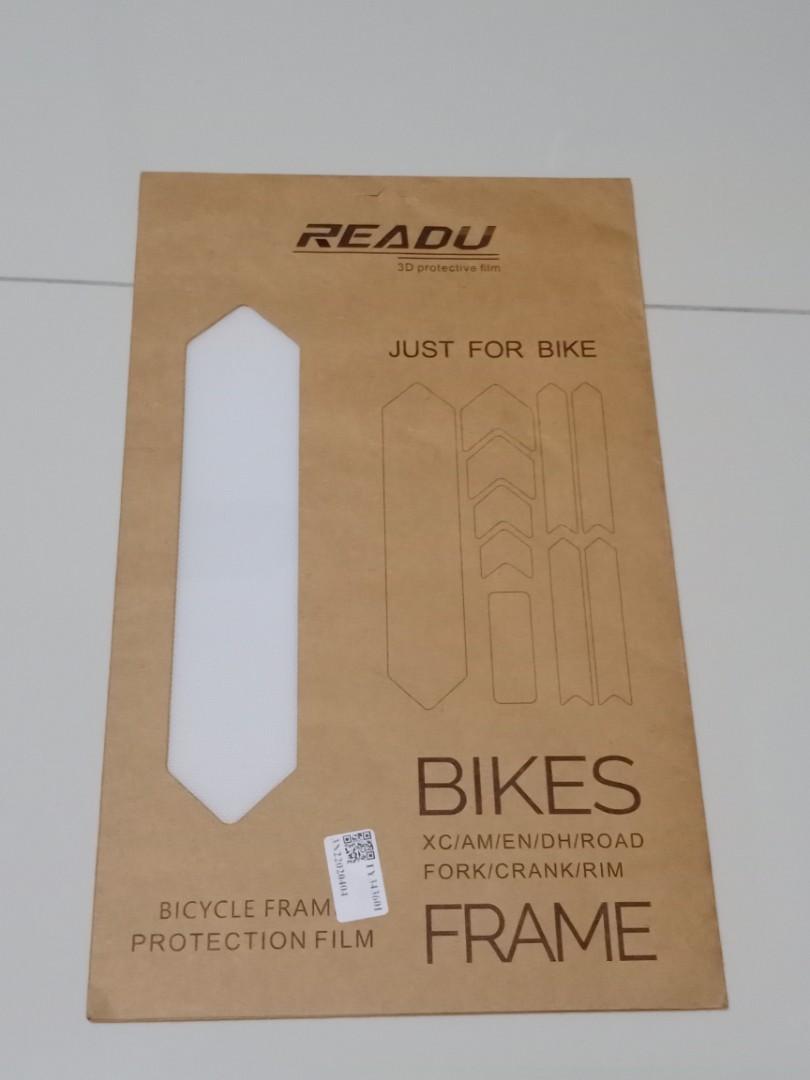 READU
3D protective film
JUST FOR BIKE
BIKES
XC/AM/EN/DH/ROAD
FORK/CRANK/RIM
FRAME
BICYCLE FRAM
PROTECTION FILM